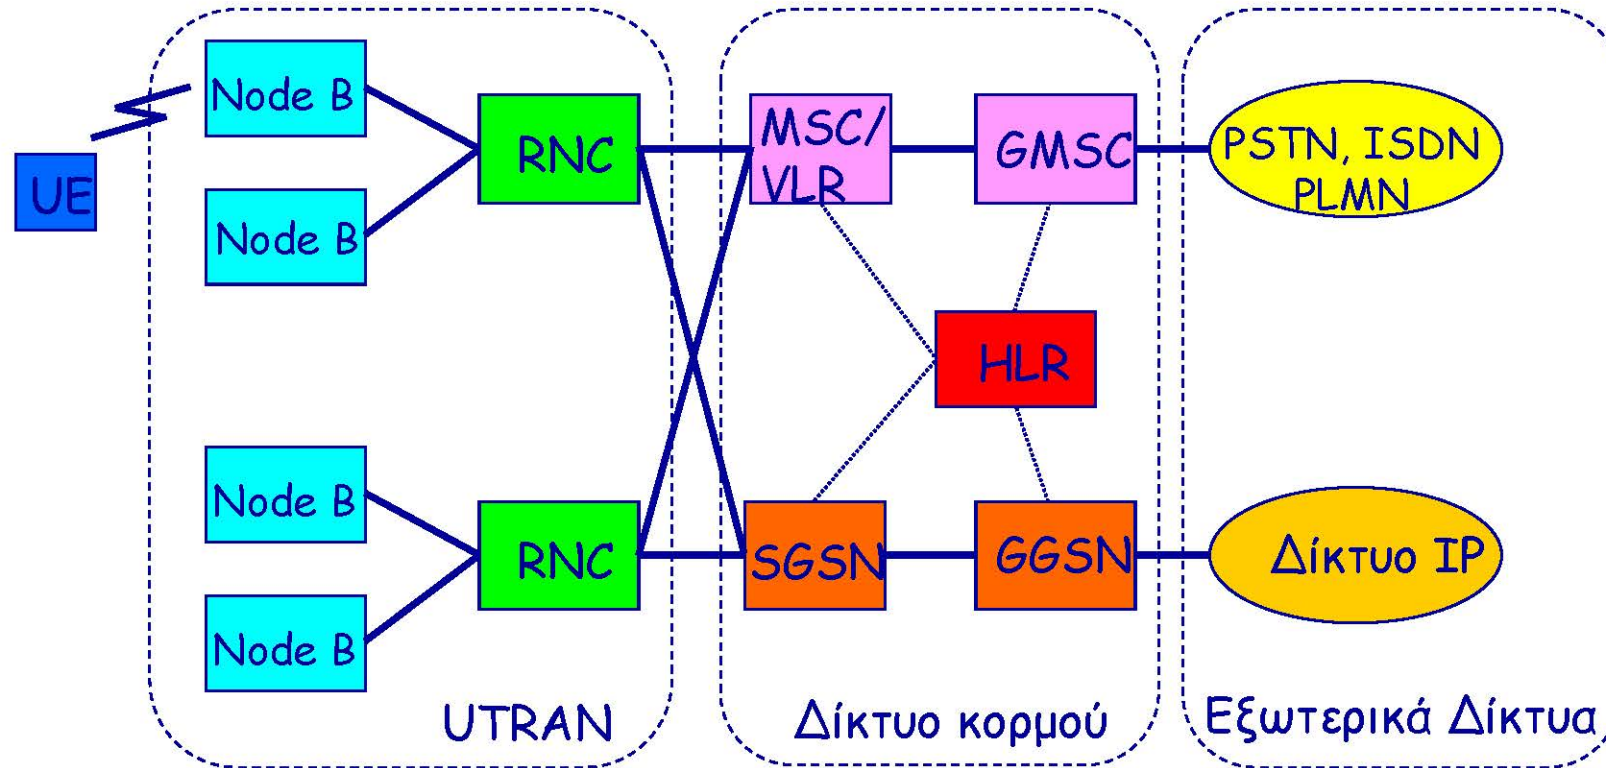 Node B
UE
Node B
RNC
MSC/
VLR
GMSC
PSTN, ISDN
PLMN
HLR
Node B
Node B
RNC
SGSN
GGSN
Δίκτυο IP
UTRAN
Δίκτυο κορμού
Εξωτερικά Δίκτυα